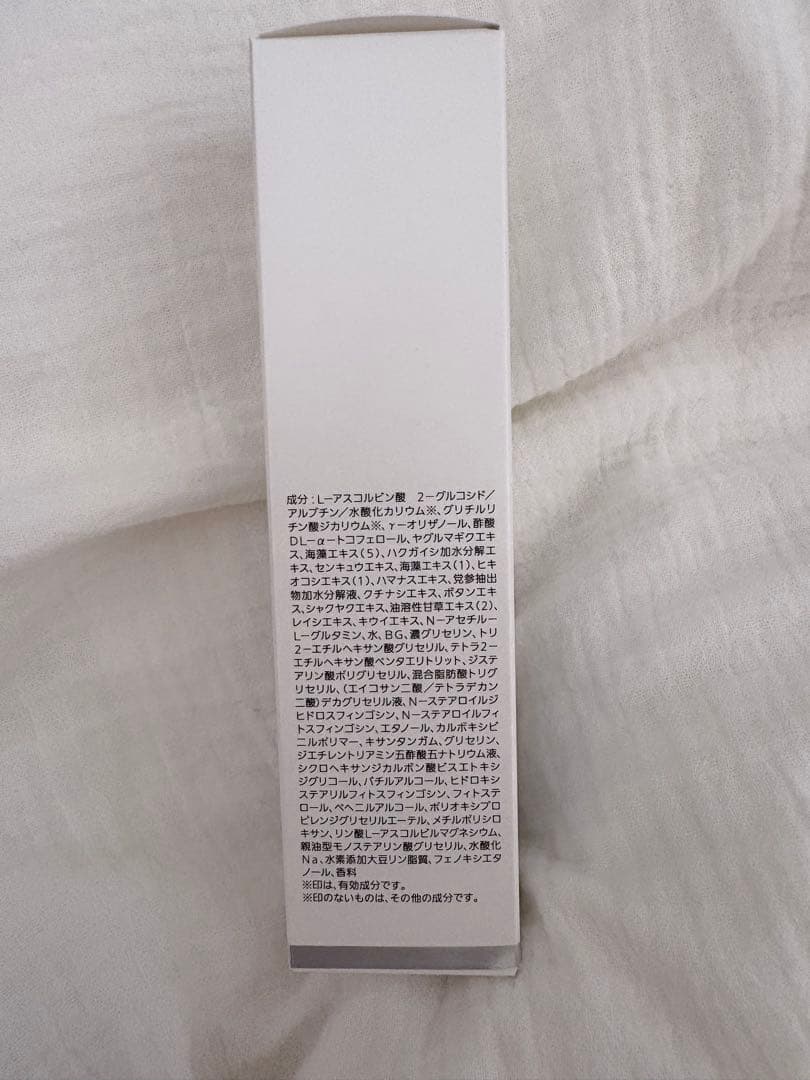 成分：L－アスコルビン酸　2－グルコシド／
アルブチン／水酸化カリウム※、グリチルリ
チン酸ジカリウム※、γ－オリザノール、酢酸
DL－α－トコフェロール、ヤグルマギクエキ
ス、海藻エキス(5)、ハクガイシ加水分解エ
キス、センキュウエキス、海藻エキス(1)、ヒキ
オコシエキス(1)、ハマナスエキス、党参抽出
物加水分解液、クチナシエキス、ボタンエキ
ス、シャクヤクエキス、油溶性甘草エキス(2)、
レイシエキス、キウイエキス、N－アセチル－
L－グルタミン、水、BG、濃グリセリン、トリ
2－エチルヘキサン酸グリセリル、テトラ2－
エチルヘキサン酸ペンタエリトリット、ジステ
アリン酸ポリグリセリル、混合脂肪酸トリグ
リセリル、(エイコサン二酸／テトラデカン
二酸)デカグリセリル液、N－ステアロイルジ
ヒドロスフィンゴシン、N－ステアロイルフィ
トスフィンゴシン、エタノール、カルボキシビ
ニルポリマー、キサンタンガム、グリセリン、
ジエチレントリアミン五酢酸五ナトリウム液、
シクロヘキサンジカルボン酸ビスエトキシ
ジグリコール、バチルアルコール、ヒドロキシ
ステアリルフィトスフィンゴシン、フィトステ
ロール、ベヘニルアルコール、ポリオキシプロ
ピレンジグリセリルエーテル、メチルポリシロ
キサン、リン酸L－アスコルビルマグネシウム、
親油型モノステアリン酸グリセリル、水酸化
Na、水素添加大豆リン脂質、フェノキシエタ
ノール、香料
※印は、有効成分です。
※印のないものは、その他の成分です。